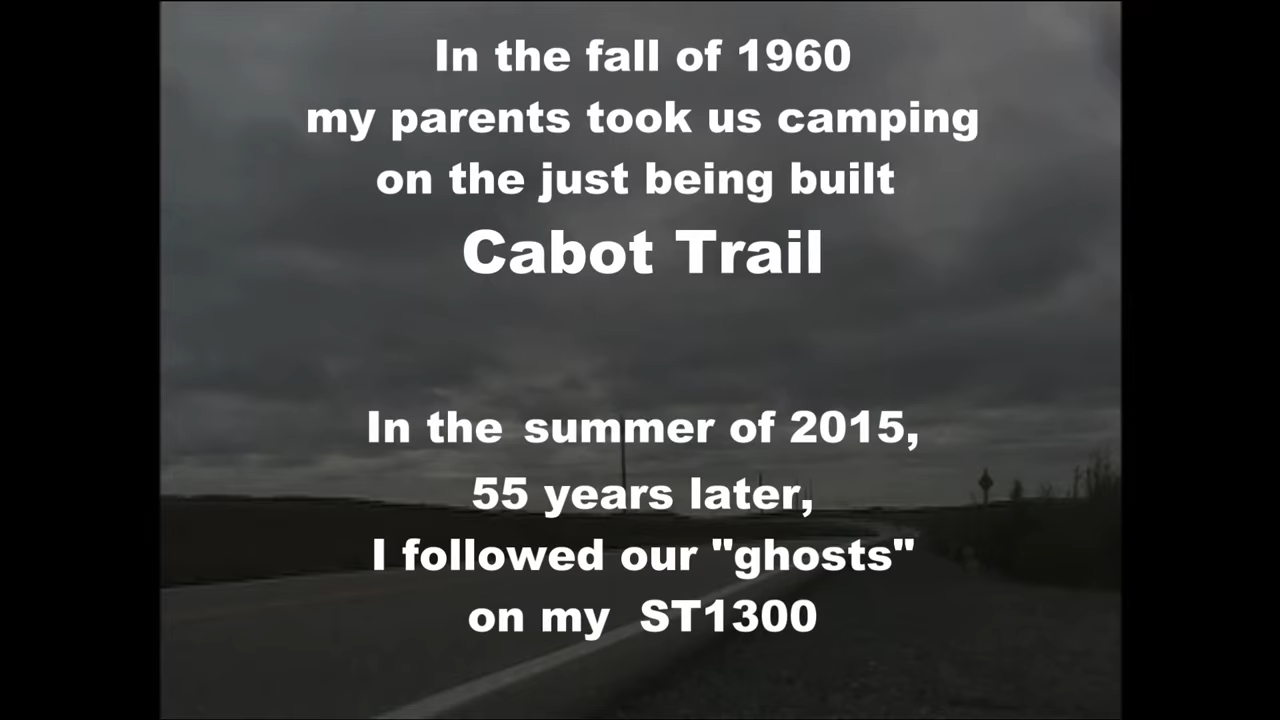 In the fall of 1960
my parents took us camping
on the just being built
Cabot Trail
In the summer of 2015,
55 years later,
I followed our "ghosts"
on my ST1300